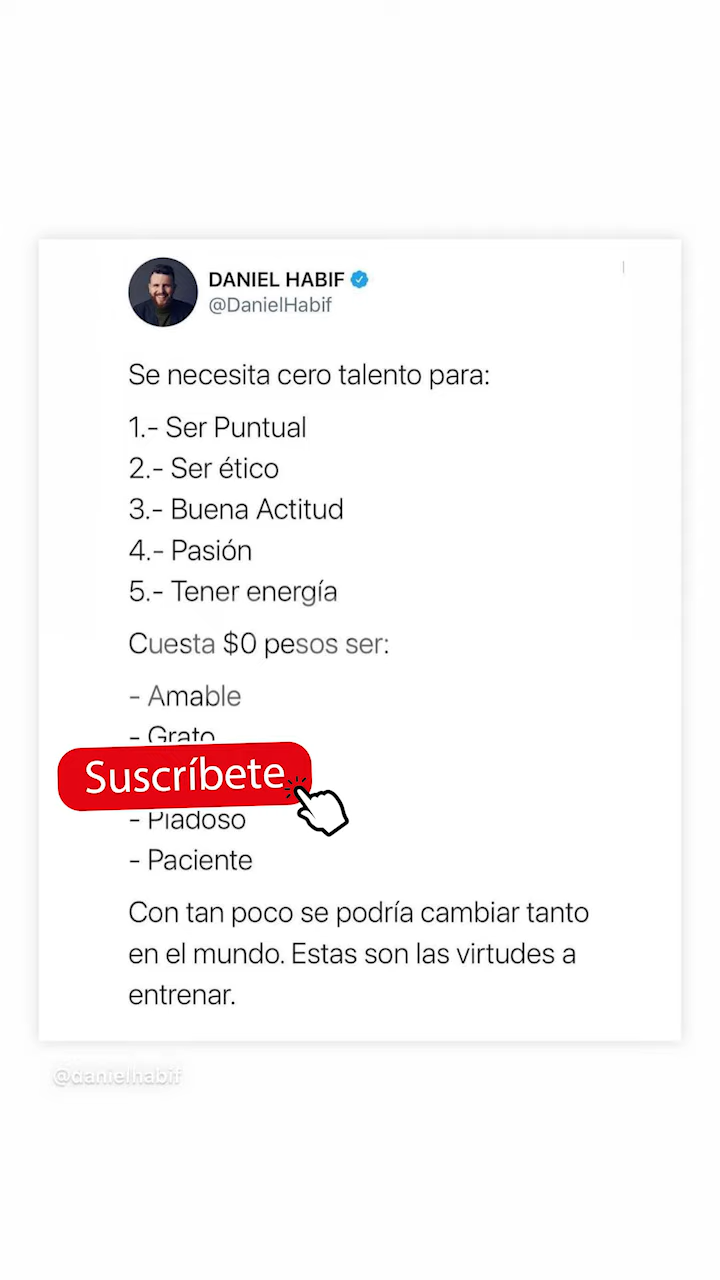 DANIEL HABIF
@DanielHabif
Se necesita cero talento para:
1.- Ser Puntual
2.- Ser ético
3.- Buena Actitud
4.- Pasión
5.- Tener energía
Cuesta $0 pesos ser:
- Amable
- Grato
Suscríbete
- Piadoso
- Paciente
Con tan poco se podría cambiar tanto
en el mundo. Estas son las virtudes a
entrenar.
@danielhabif